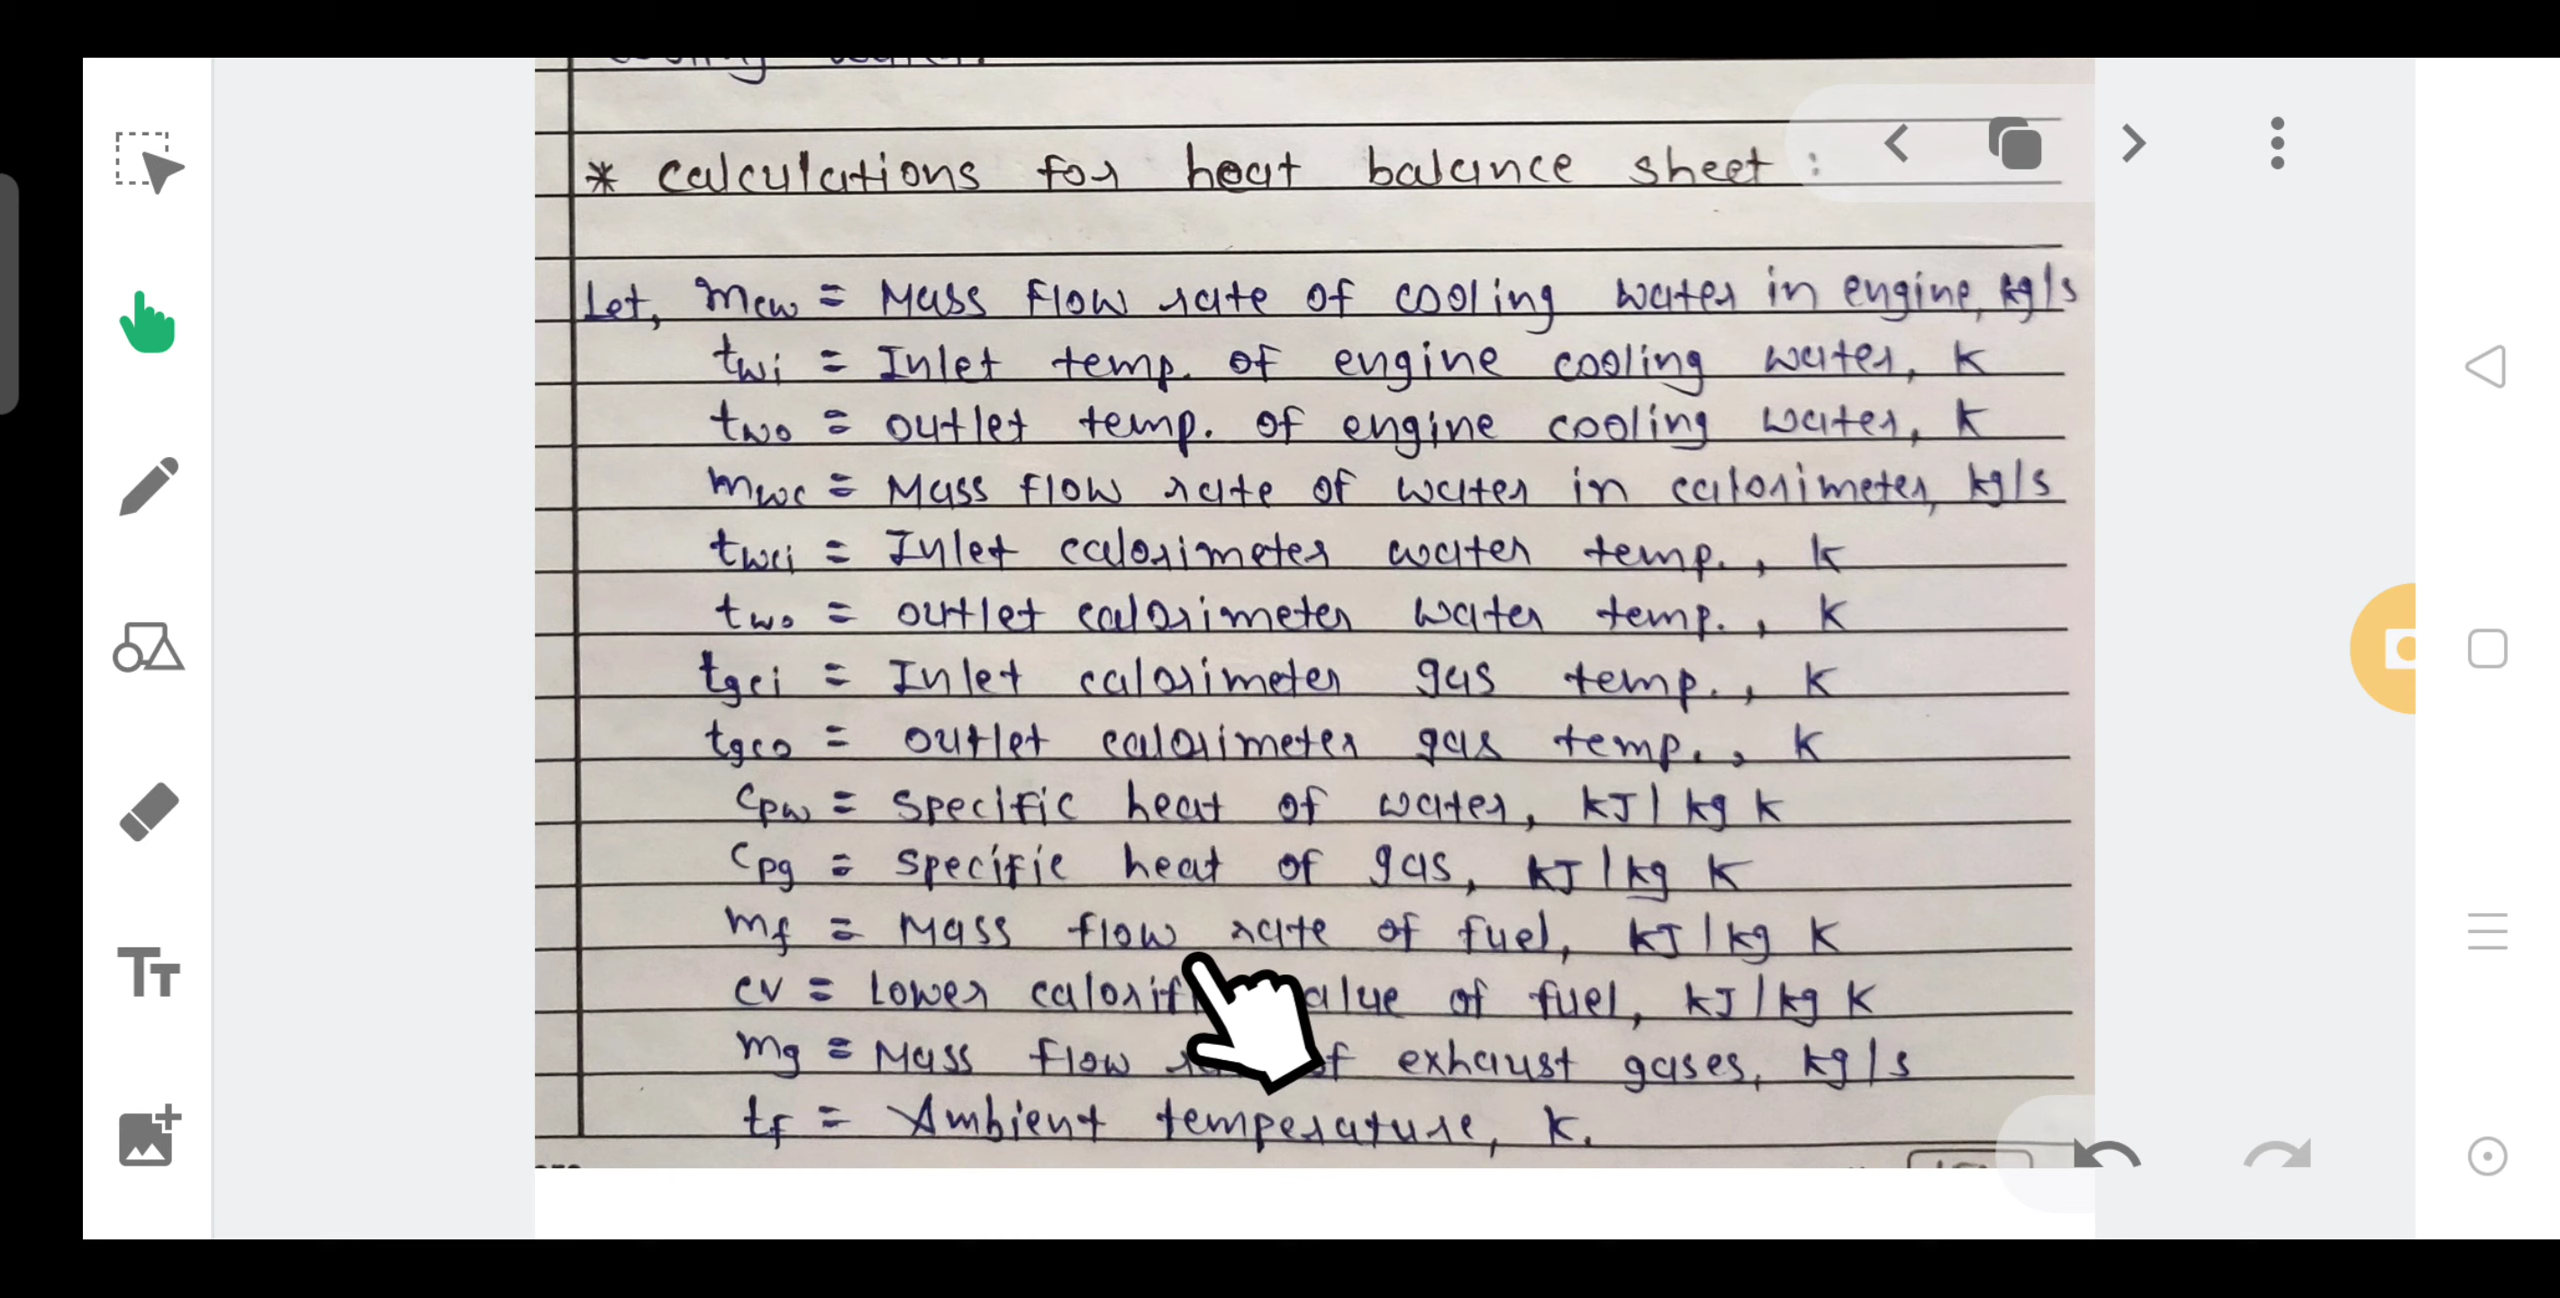 * calculations for heat balance sheet :
Let, mcw = Mass flow rate of cooling water in engine, kg/s
twi = Inlet temp. of engine cooling water, K
two = outlet temp. of engine cooling water, K
mwc = Mass flow rate of water in calorimeter, kg/s
twci = Inlet calorimeter water temp., K
two = outlet calorimeter water temp., K
tgci = Inlet calorimeter gas temp., K
tgco = outlet calorimeter gas temp., K
Cpw = specific heat of water, kJ/kg K
Cpg = specific heat of gas, kJ/kg K
mf = Mass flow rate of fuel, kJ/kg K
CV = Lower value of fuel, kJ/kg K
mg = Mass flow of exhaust gases, kg/s
tf = Ambient temperature, K.
TT